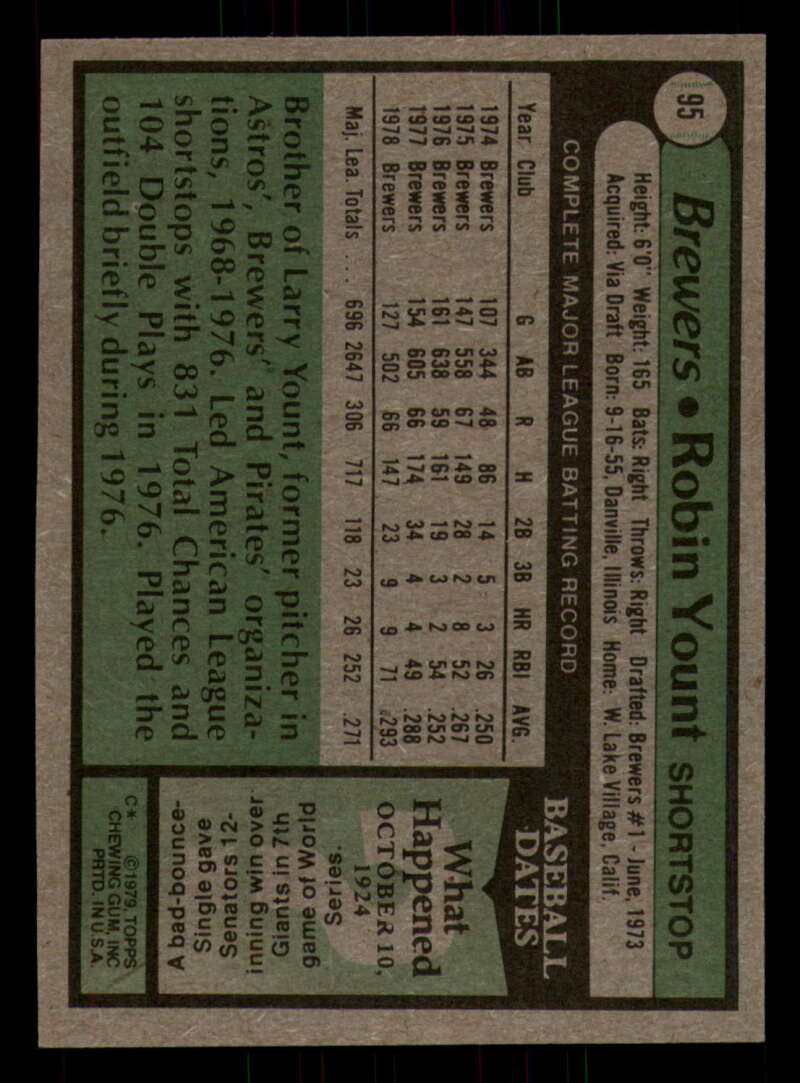 95
Brewers • Robin Yount SHORTSTOP
Height: 6'0" Weight: 165 Bats: Right Throws: Right Drafted: Brewers #1 - June, 1973
Acquired: Via Draft Born: 9-16-55, Danville, Illinois Home: W. Lake Village, Calif.
COMPLETE MAJOR LEAGUE BATTING RECORD
Year Club G AB R H 2B 3B HR RBI AVG.
1974 Brewers 107 344 48 86 14 5 3 26 .250
1975 Brewers 147 558 67 149 28 2 8 52 .267
1976 Brewers 161 638 59 161 19 3 2 54 .252
1977 Brewers 154 605 66 174 34 4 4 49 .288
1978 Brewers 127 502 66 147 23 9 9 71 .293
Maj. Lea. Totals ... 696 2647 306 717 118 23 26 252 .271
Brother of Larry Yount, former pitcher in
Astros', Brewers' and Pirates' organiza-
tions, 1968-1976. Led American League
shortstops with 831 Total Chances and
104 Double Plays in 1976. Played the
outfield briefly during 1976.
BASEBALL
DATES
What
Happened
OCTOBER 10,
1924
A bad-bounce-
Single gave
Senators 12-
inning win over
Giants in 7th
game of World
Series.
C* ©1979 TOPPS
CHEWING GUM, INC
PRTD. IN U.S.A.